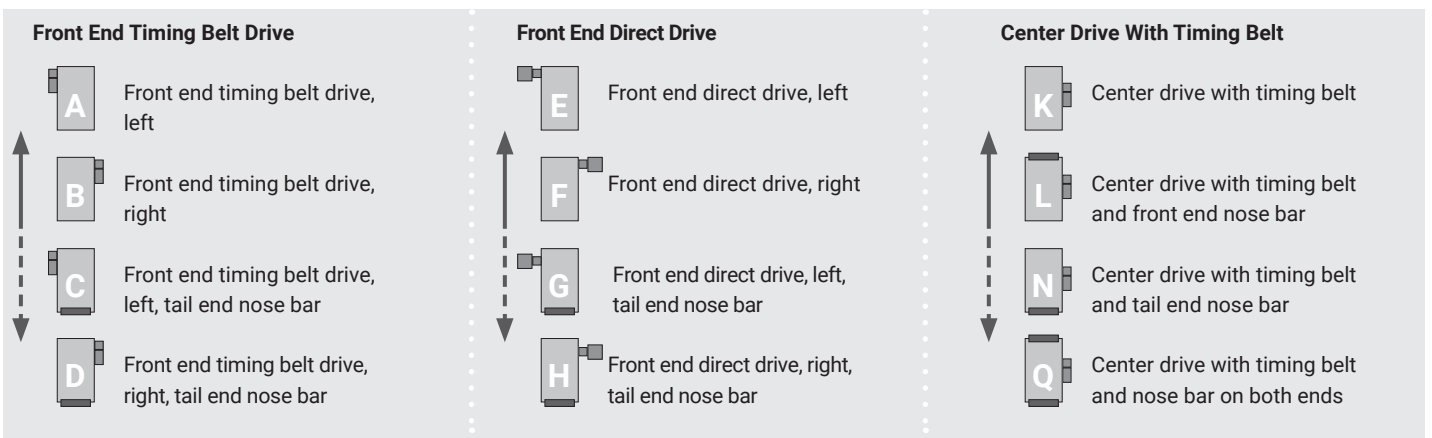 Front End Timing Belt Drive
A
Front end timing belt drive,
left
B
Front end timing belt drive,
right
C
Front end timing belt drive,
left, tail end nose bar
D
Front end timing belt drive,
right, tail end nose bar
Front End Direct Drive
E
Front end direct drive, left
F
Front end direct drive, right
G
Front end direct drive, left,
tail end nose bar
H
Front end direct drive, right,
tail end nose bar
Center Drive With Timing Belt
K
Center drive with timing belt
L
Center drive with timing belt
and front end nose bar
N
Center drive with timing belt
and tail end nose bar
Q
Center drive with timing belt
and nose bar on both ends